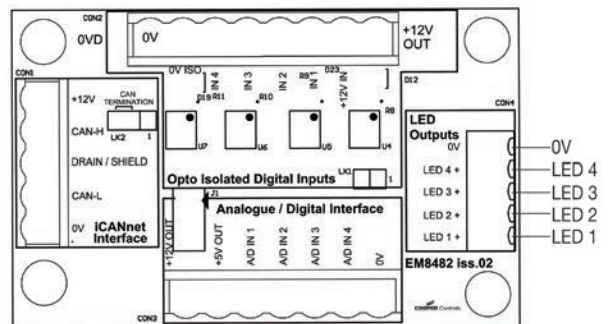 CON2
0VD
0V
+12V
OUT
CON1
+12V
CAN
TERMINATION
CAN-H
LK2
1
DRAIN / SHIELD
CAN-L
0V
iCANnet
Interface
0V ISO
D19
R11
IN 4
IN 3
R10
IN 2
R9
IN 1
D23
+12V IN
R8
D12
U7
U6
U5
U4
LK1
1
Opto Isolated Digital Inputs
J1
Analogue / Digital Interface
+12V OUT
+5V OUT
A/D IN 1
A/D IN 2
A/D IN 3
A/D IN 4
0V
CON3
CON4
LED
Outputs
0V
LED 4 +
LED 3 +
LED 2 +
LED 1 +
0V
LED 4
LED 3
LED 2
LED 1
EM8482 iss.02
COOPER Controls